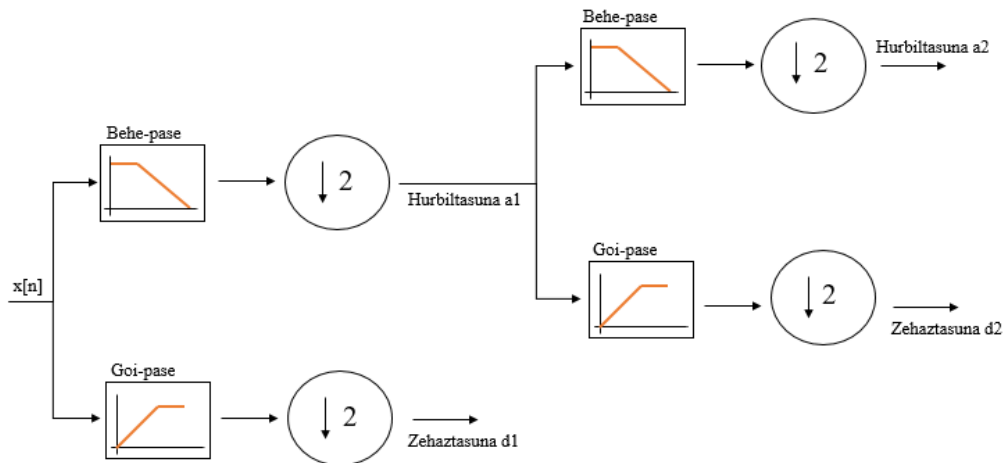 x[n]
Behe-pase
↓ 2
Hurbiltasuna a1
Goi-pase
↓ 2
Zehaztasuna d1
Behe-pase
↓ 2
Hurbiltasuna a2
Goi-pase
↓ 2
Zehaztasuna d2